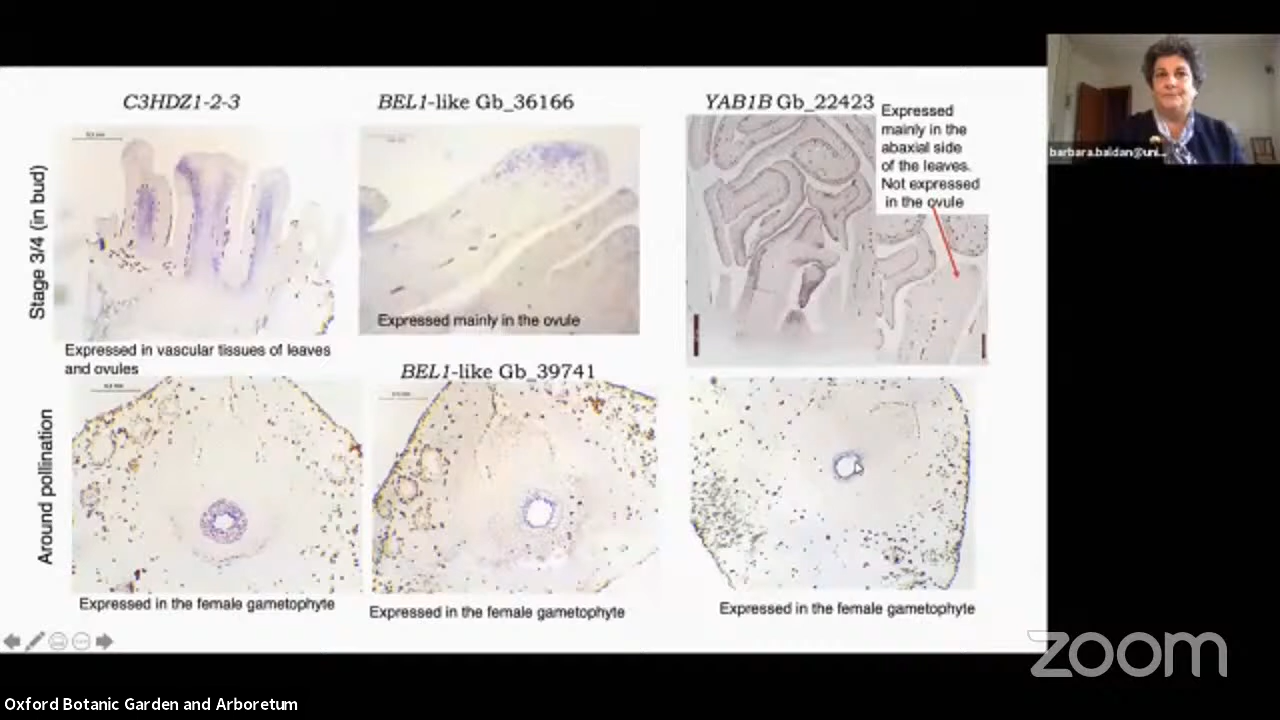 C3HDZ1-2-3
BEL1-like Gb_36166
YAB1B Gb_22423
Expressed
mainly in the
abaxial side
of the leaves.
Not expressed
in the ovule
barbara.baldan@uni...
Stage 3/4 (in bud)
Expressed mainly in the ovule
Expressed in vascular tissues of leaves
and ovules
BEL1-like Gb_39741
Around pollination
Expressed in the female gametophyte
Expressed in the female gametophyte
Expressed in the female gametophyte
zoom
Oxford Botanic Garden and Arboretum